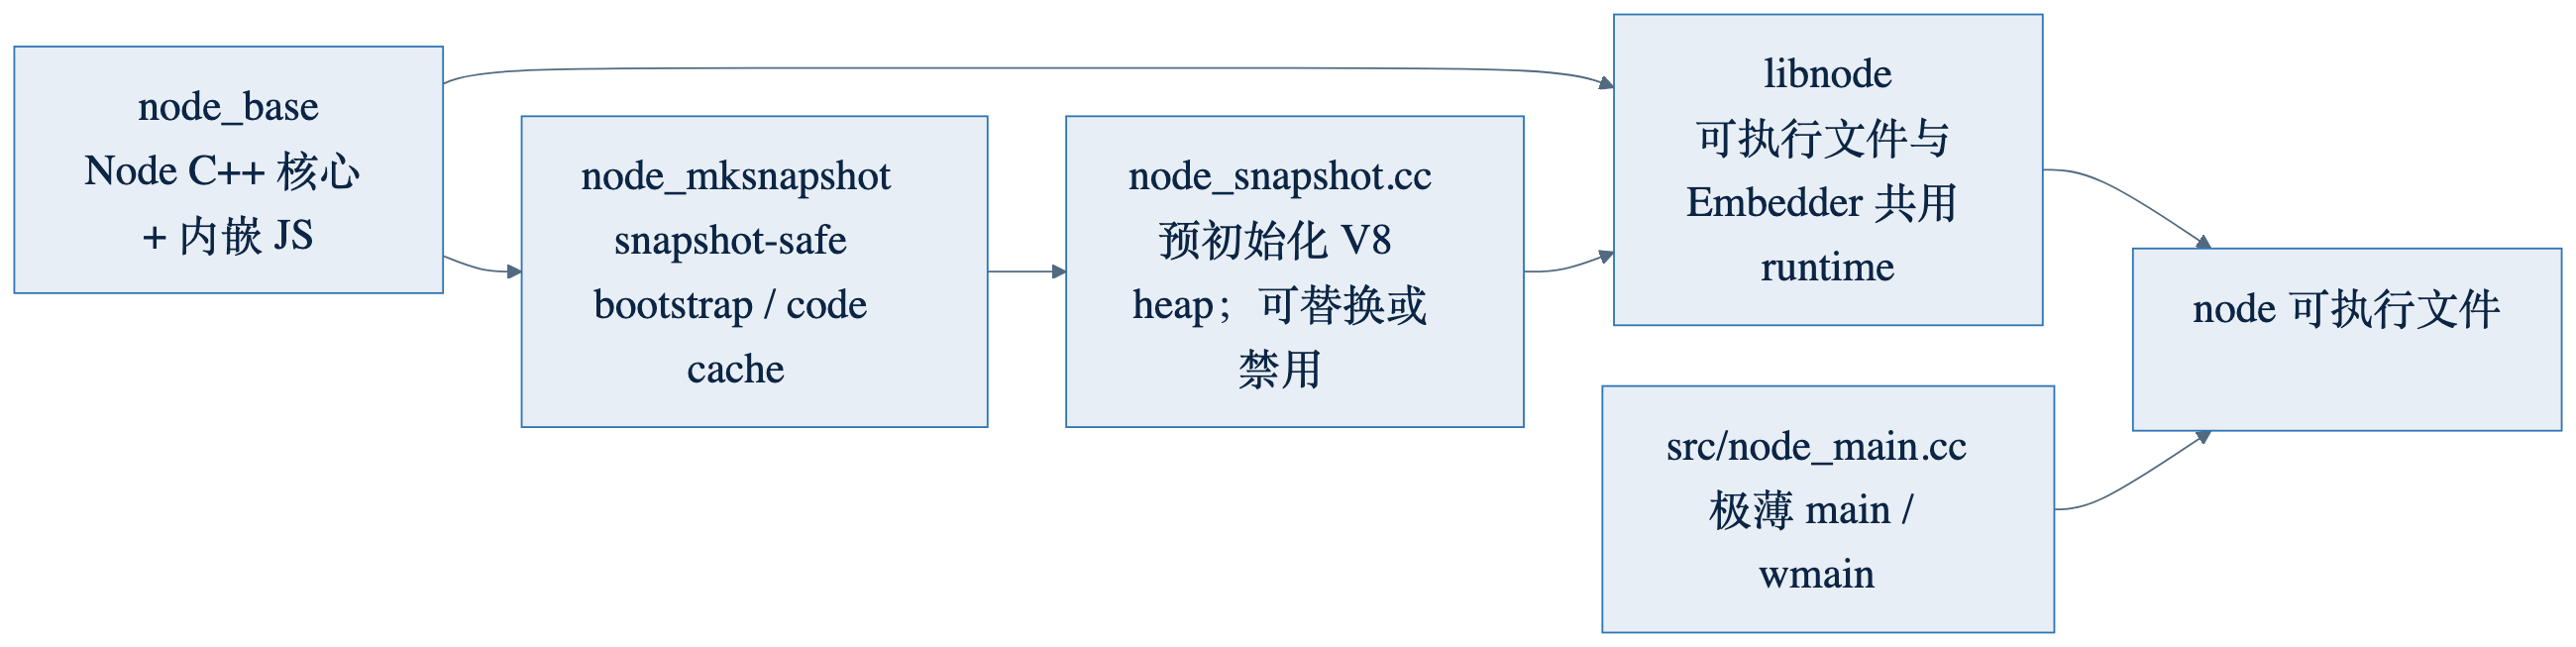 node_base
Node C++ 核心
+ 内嵌 JS
node_mksnapshot
snapshot-safe
bootstrap / code
cache
node_snapshot.cc
预初始化 V8
heap；可替换或
禁用
libnode
可执行文件与
Embedder 共用
runtime
src/node_main.cc
极薄 main /
wmain
node 可执行文件